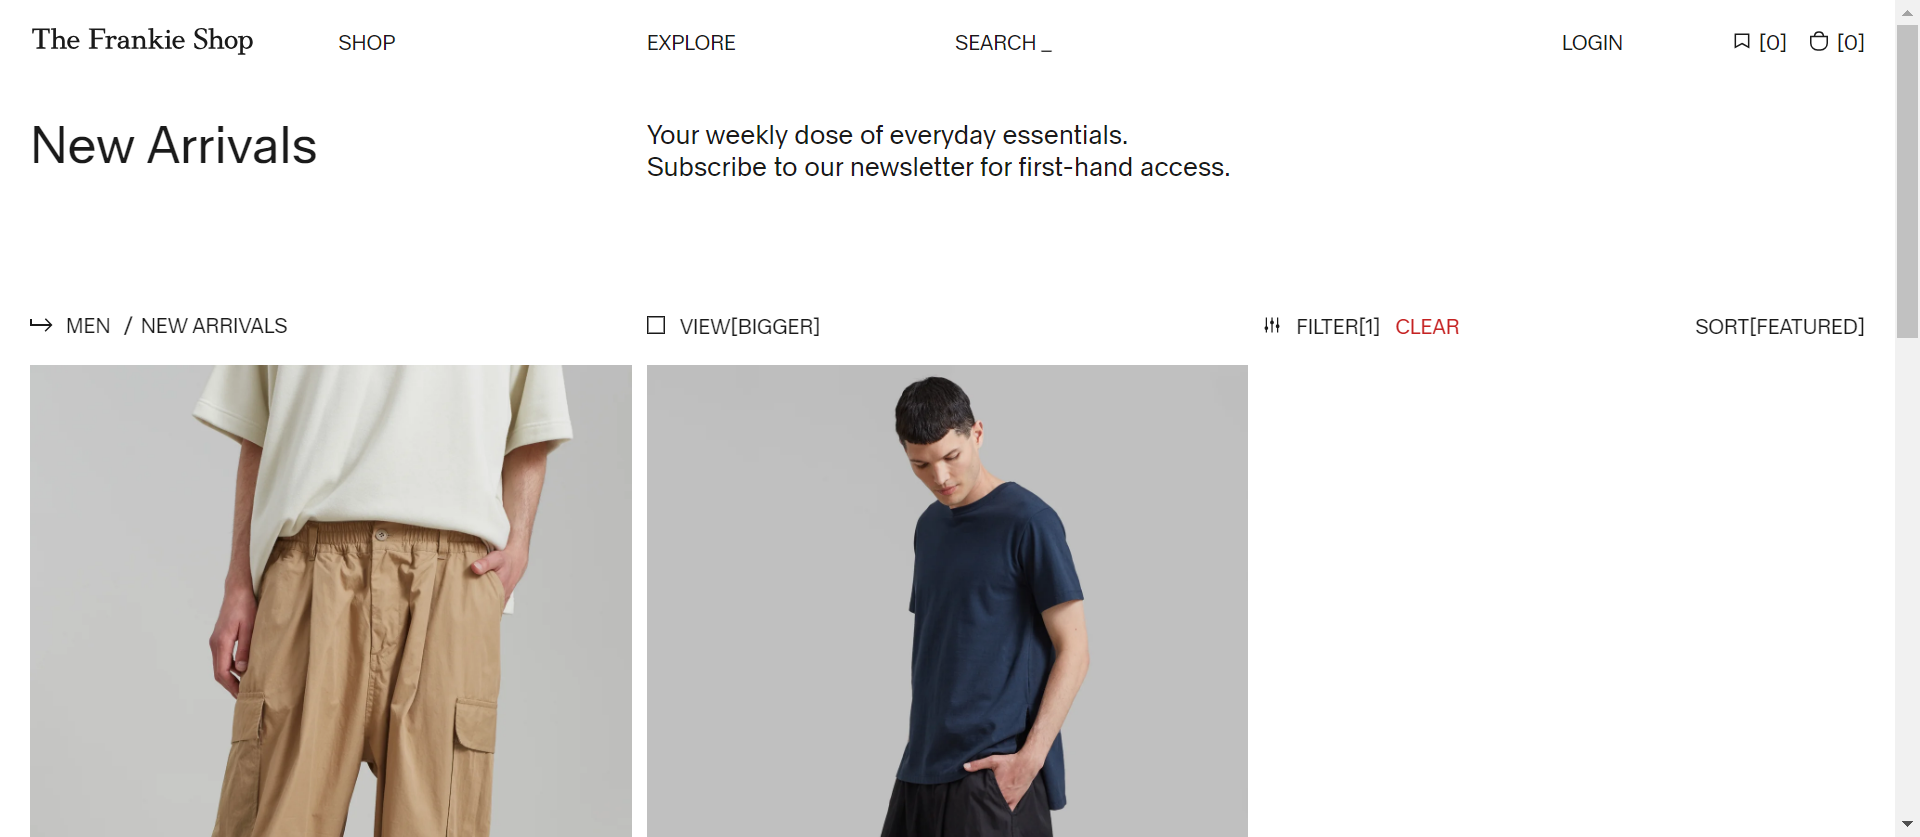 The Frankie Shop
SHOP
EXPLORE
SEARCH _
LOGIN
[0]
[0]
New Arrivals
Your weekly dose of everyday essentials.
Subscribe to our newsletter for first-hand access.
MEN / NEW ARRIVALS
VIEW[BIGGER]
FILTER[1] CLEAR
SORT[FEATURED]